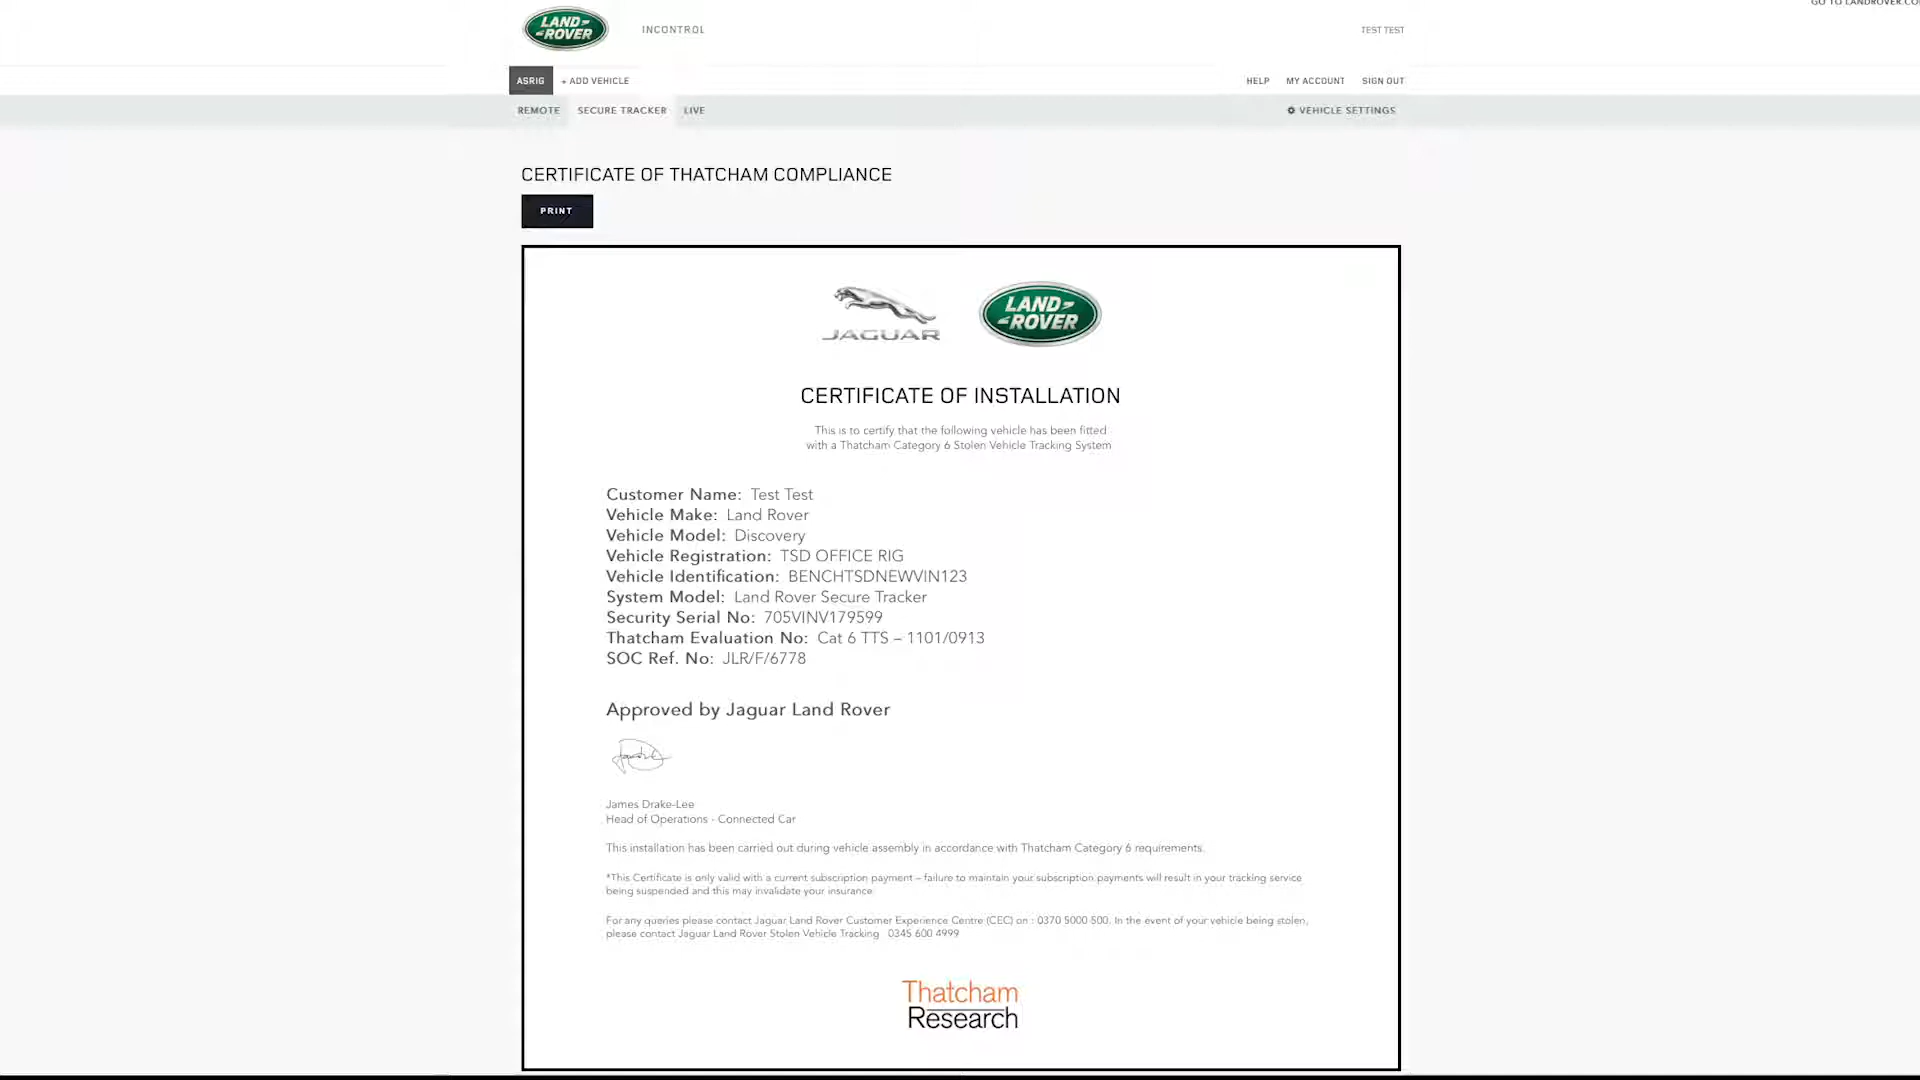 GO TO LANDROVER.CO
LAND ROVER
INCONTROL
TEST TEST
ASRIG
+ ADD VEHICLE
HELP
MY ACCOUNT
SIGN OUT
REMOTE
SECURE TRACKER
LIVE
VEHICLE SETTINGS
CERTIFICATE OF THATCHAM COMPLIANCE
PRINT
JAGUAR
LAND ROVER
CERTIFICATE OF INSTALLATION
This is to certify that the following vehicle has been fitted
with a Thatcham Category 6 Stolen Vehicle Tracking System
Customer Name: Test Test
Vehicle Make: Land Rover
Vehicle Model: Discovery
Vehicle Registration: TSD OFFICE RIG
Vehicle Identification: BENCHTSDNEWVIN123
System Model: Land Rover Secure Tracker
Security Serial No: 705VINV179599
Thatcham Evaluation No: Cat 6 TTS – 1101/0913
SOC Ref. No: JLR/F/6778
Approved by Jaguar Land Rover
James Drake-Lee
Head of Operations - Connected Car
This installation has been carried out during vehicle assembly in accordance with Thatcham Category 6 requirements.
*This Certificate is only valid with a current subscription payment – failure to maintain your subscription payments will result in your tracking service
being suspended and this may invalidate your insurance.
For any queries please contact Jaguar Land Rover Customer Experience Centre (CEC) on : 0370 5000 500. In the event of your vehicle being stolen,
please contact Jaguar Land Rover Stolen Vehicle Tracking 0345 600 4999
Thatcham
Research